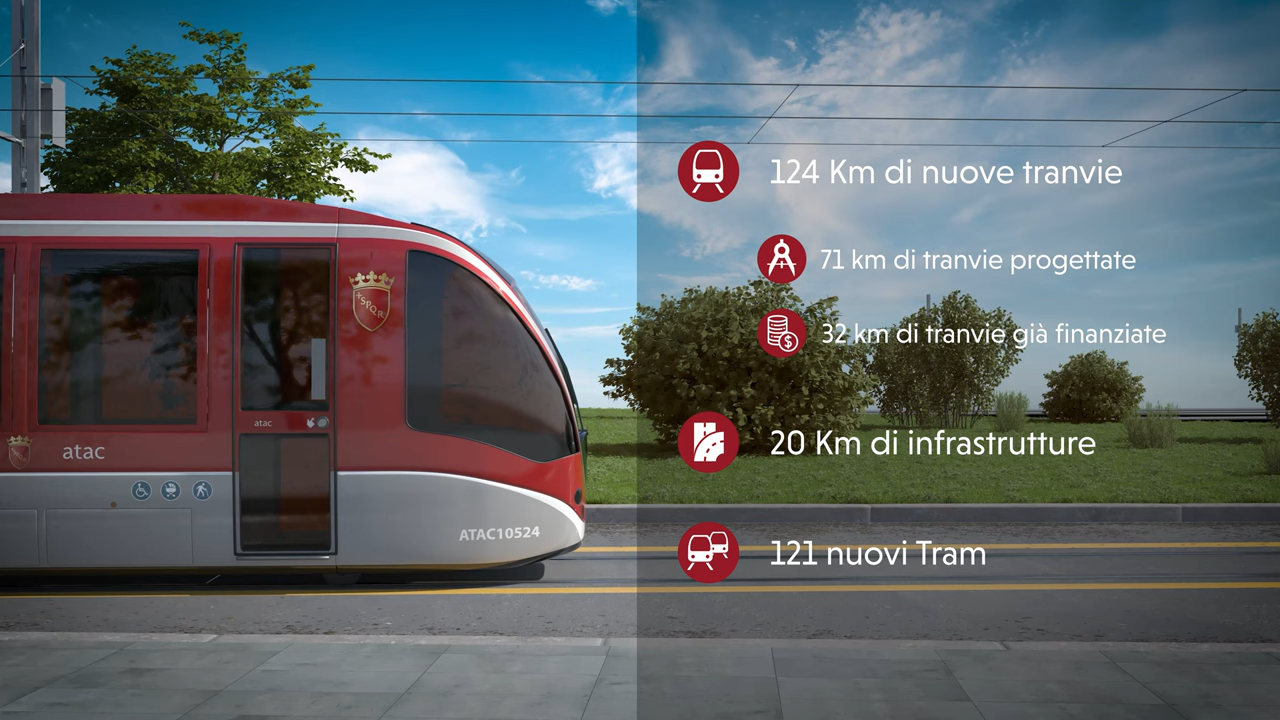 124 Km di nuove tranvie
71 km di tranvie progettate
32 km di tranvie già finanziate
20 Km di infrastrutture
121 nuovi Tram
SPQR
atac
atac
ATAC10524